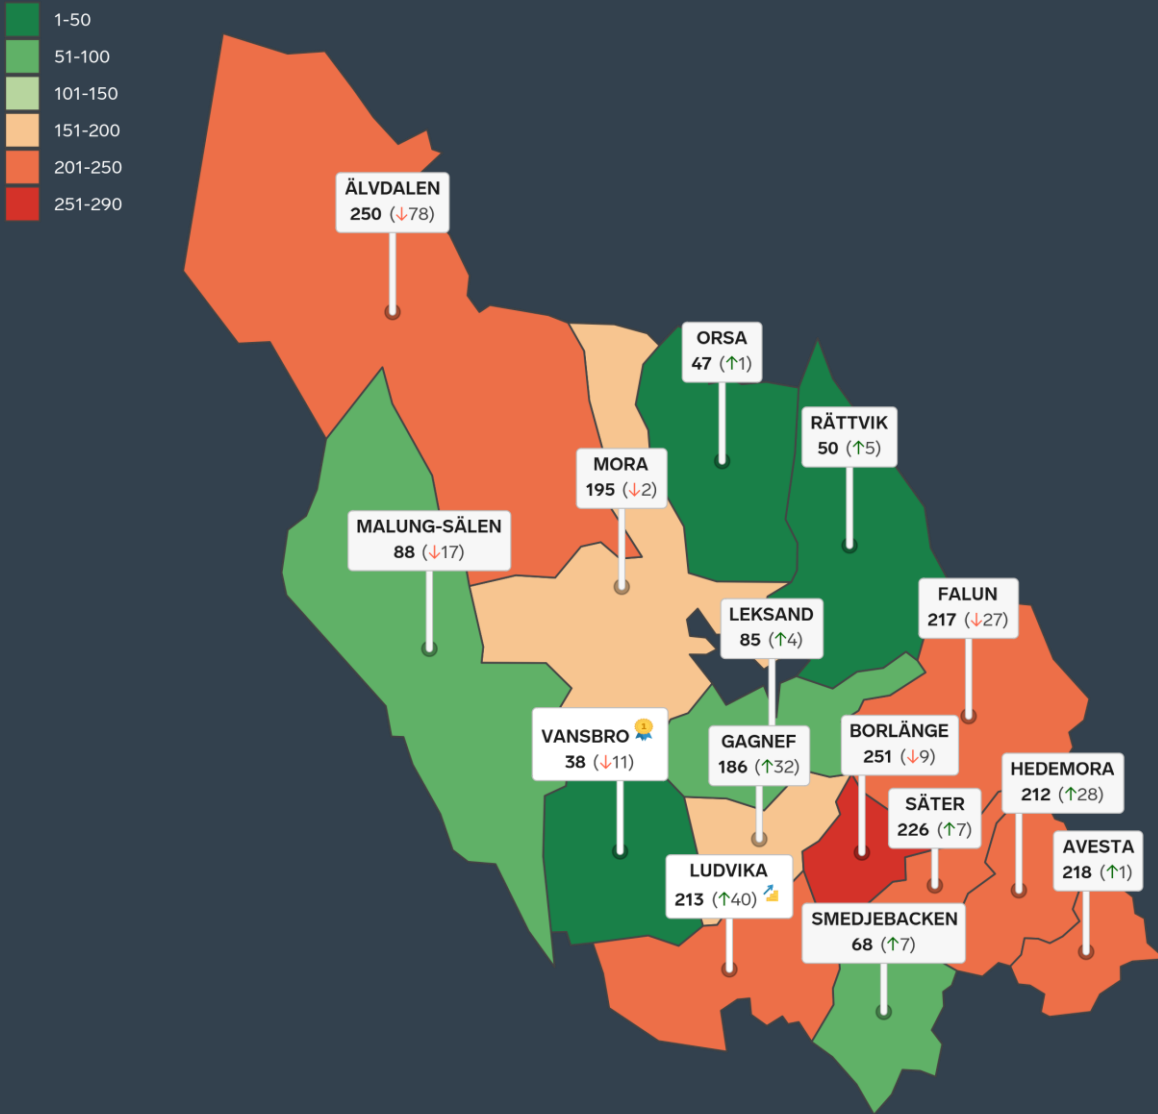 1-50
51-100
101-150
151-200
201-250
251-290
ÄLVDALEN
250 (↓78)
ORSA
47 (↑1)
RÄTTVIK
50 (↑5)
MORA
195 (↓2)
MALUNG-SÄLEN
88 (↓17)
FALUN
217 (↓27)
LEKSAND
85 (↑4)
VANSBRO
1
38 (↓11)
GAGNEF
186 (↑32)
BORLÄNGE
251 (↓9)
HEDEMORA
212 (↑28)
SÄTER
226 (↑7)
AVESTA
218 (↑1)
LUDVIKA
213 (↑40)
SMEDJEBACKEN
68 (↑7)